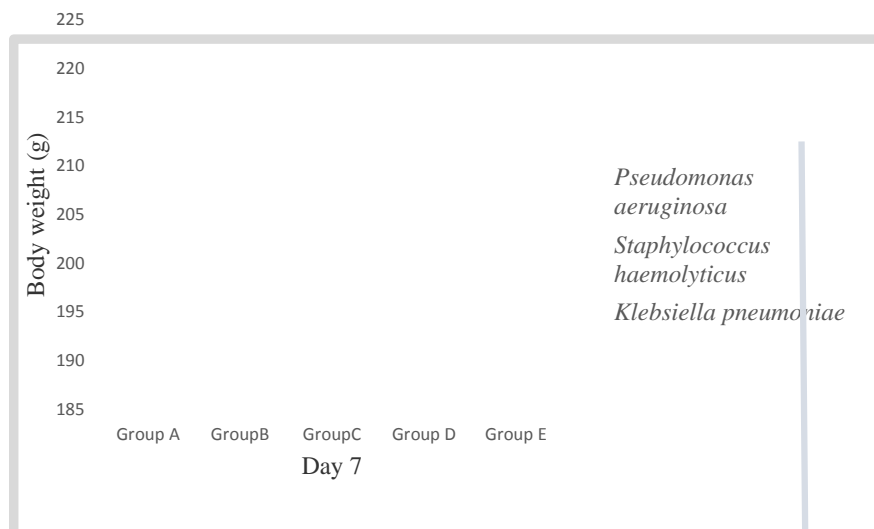 225
220
215
210
205
200
195
190
185
Body weight (g)
Group A GroupB GroupC Group D Group E
Day 7
Pseudomonas
aeruginosa
Staphylococcus
haemolyticus
Klebsiella pneumoniae